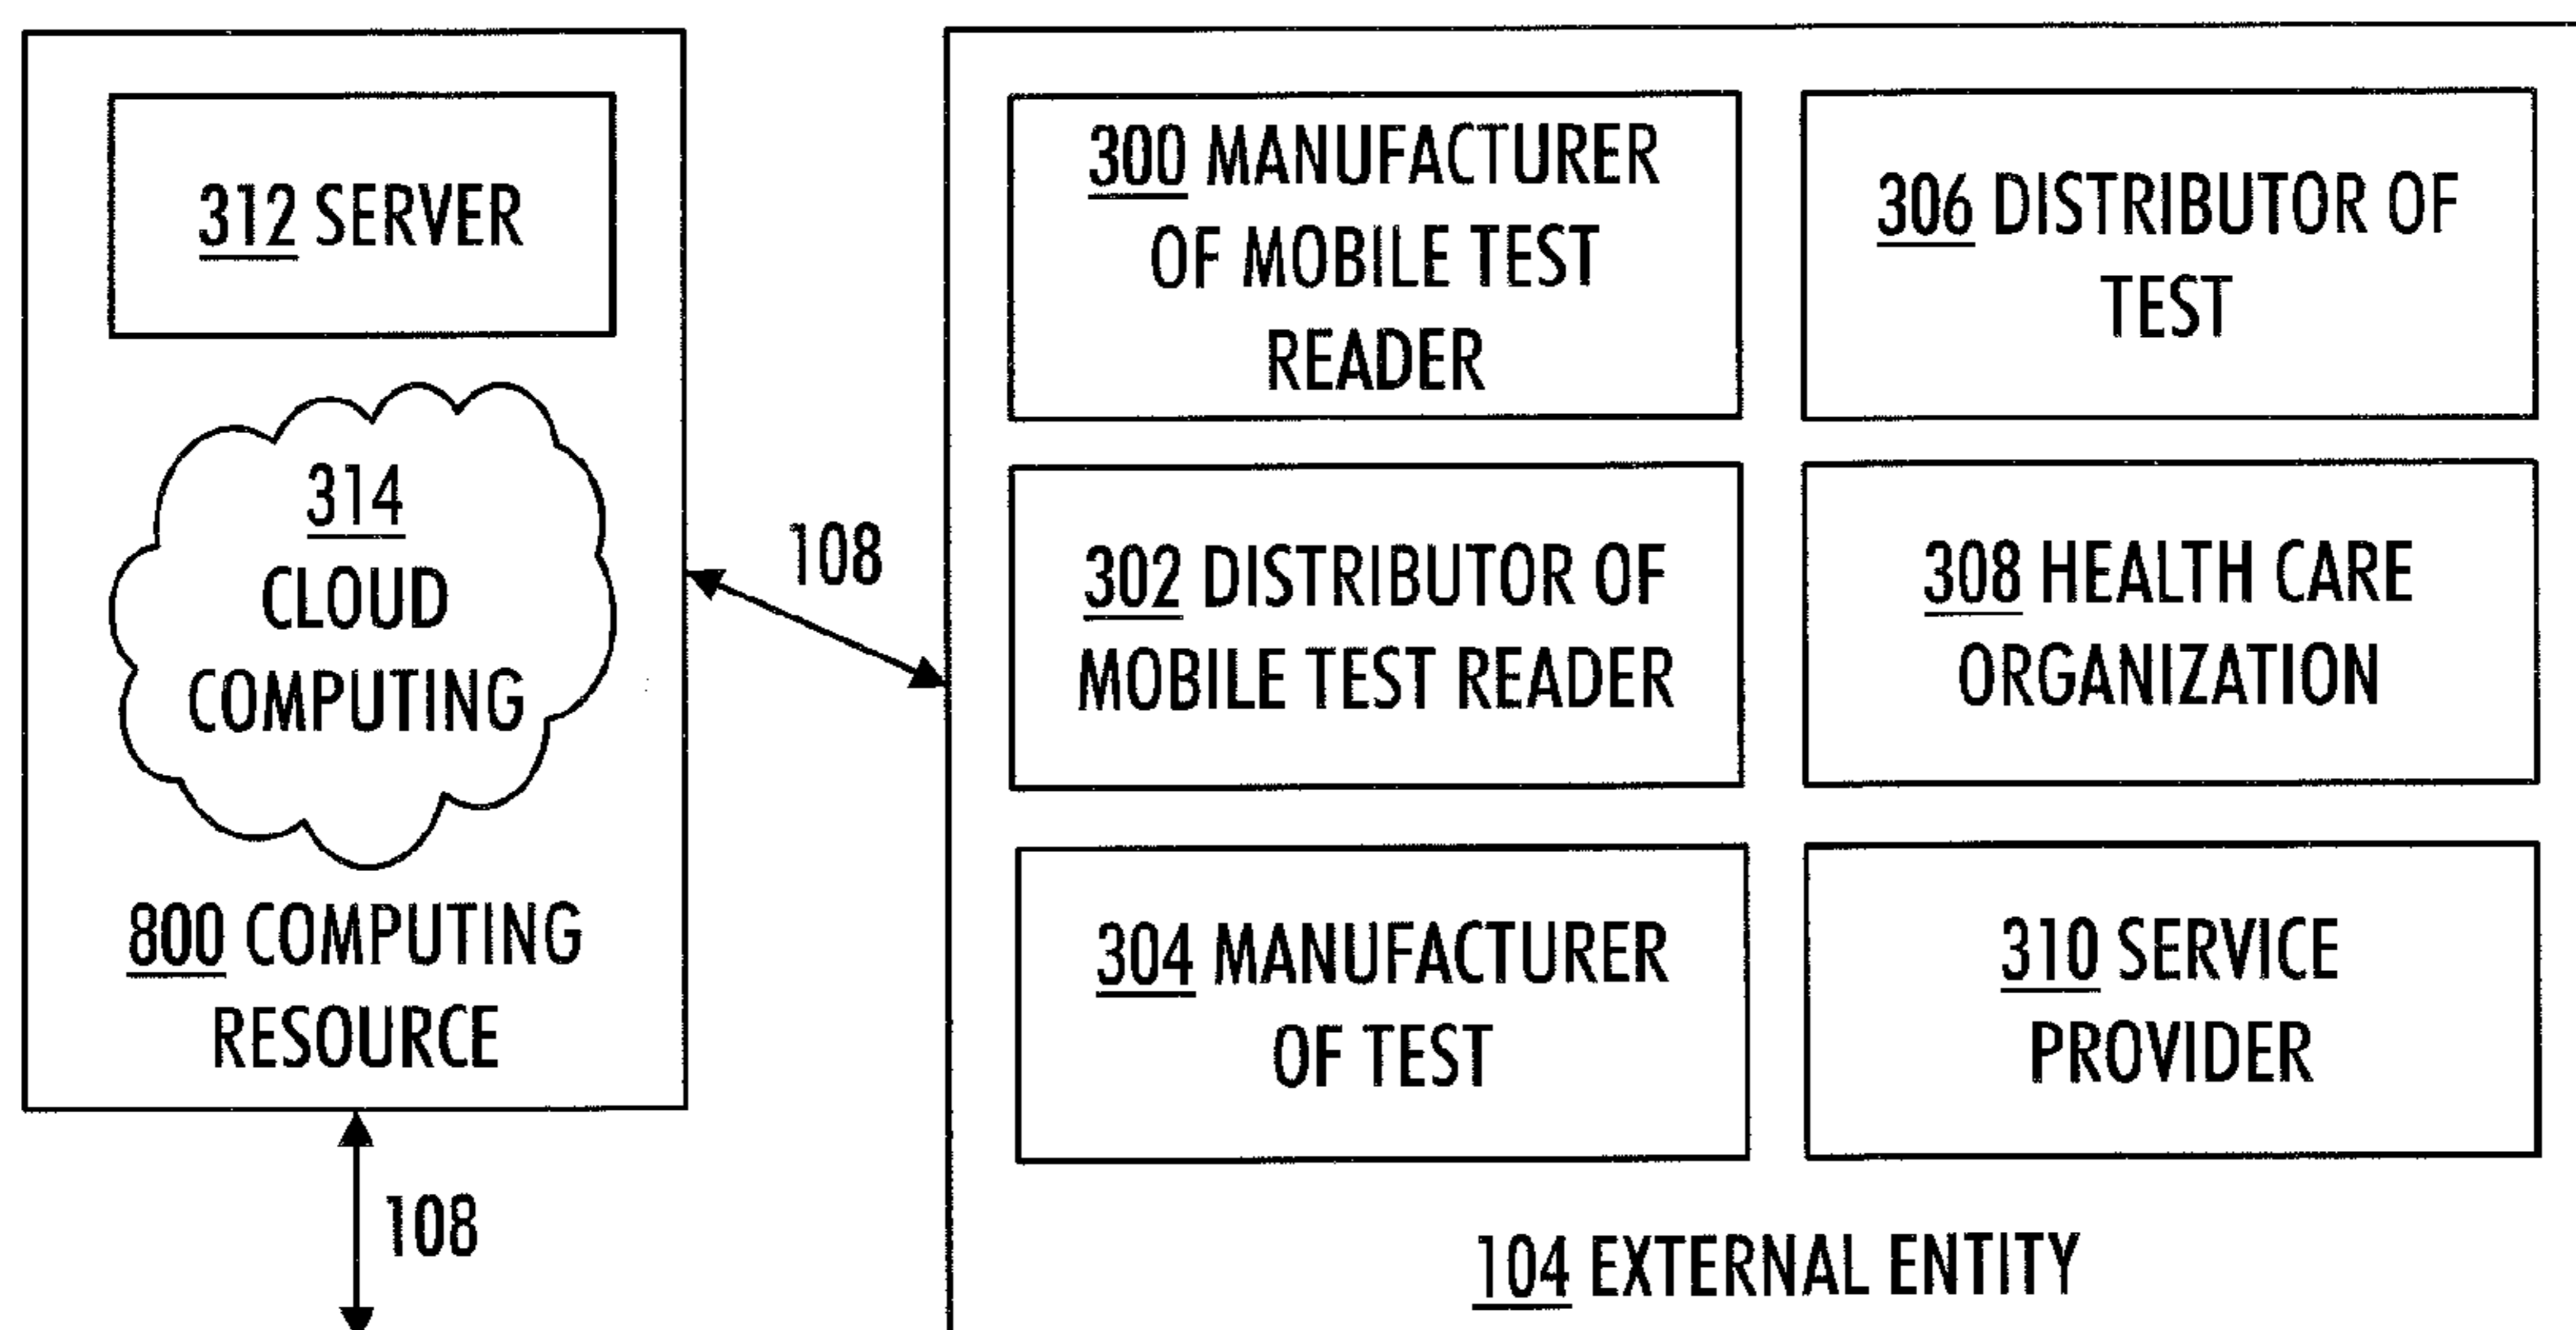 312 SERVER
314
CLOUD
COMPUTING
800 COMPUTING
RESOURCE
108
108
300 MANUFACTURER
OF MOBILE TEST
READER
306 DISTRIBUTOR OF
TEST
302 DISTRIBUTOR OF
MOBILE TEST READER
308 HEALTH CARE
ORGANIZATION
304 MANUFACTURER
OF TEST
310 SERVICE
PROVIDER
104 EXTERNAL ENTITY